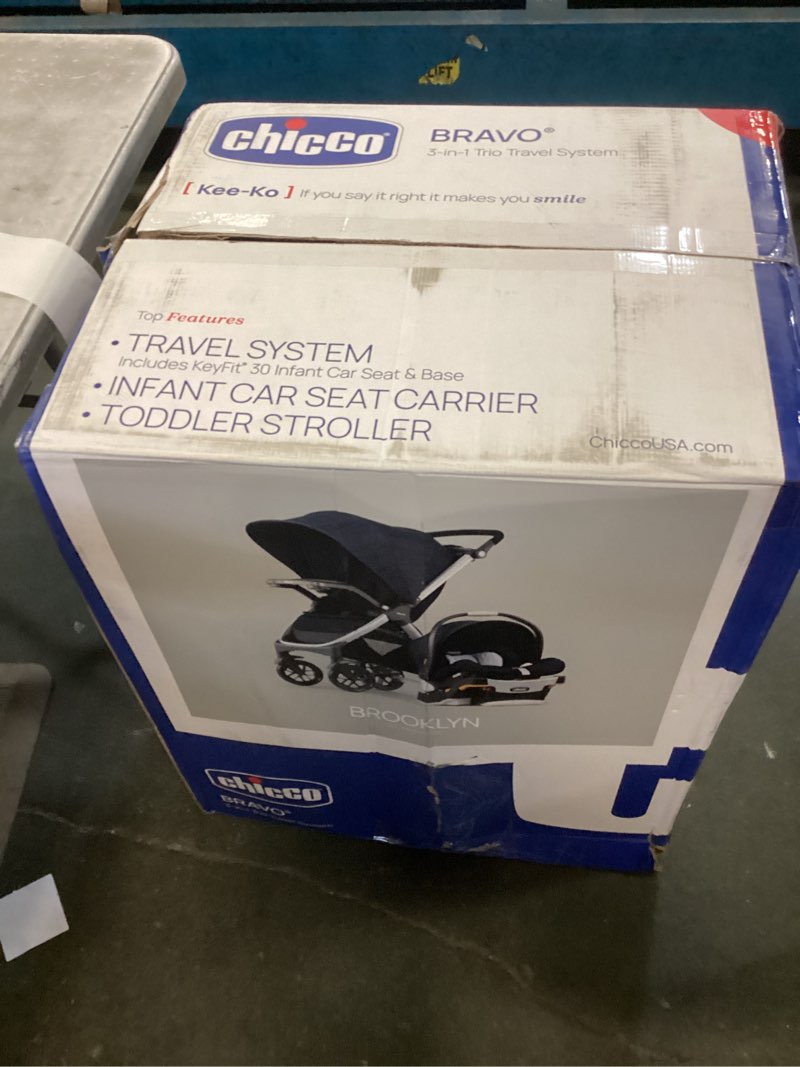 LIFT
chicco®
BRAVO®
3-in-1 Trio Travel System
[ Kee-Ko ] If you say it right it makes you smile
Top Features
• TRAVEL SYSTEM
Includes KeyFit® 30 Infant Car Seat & Base
• INFANT CAR SEAT CARRIER
• TODDLER STROLLER
ChiccoUSA.com
BROOKLYN
chicco
BRAVO®